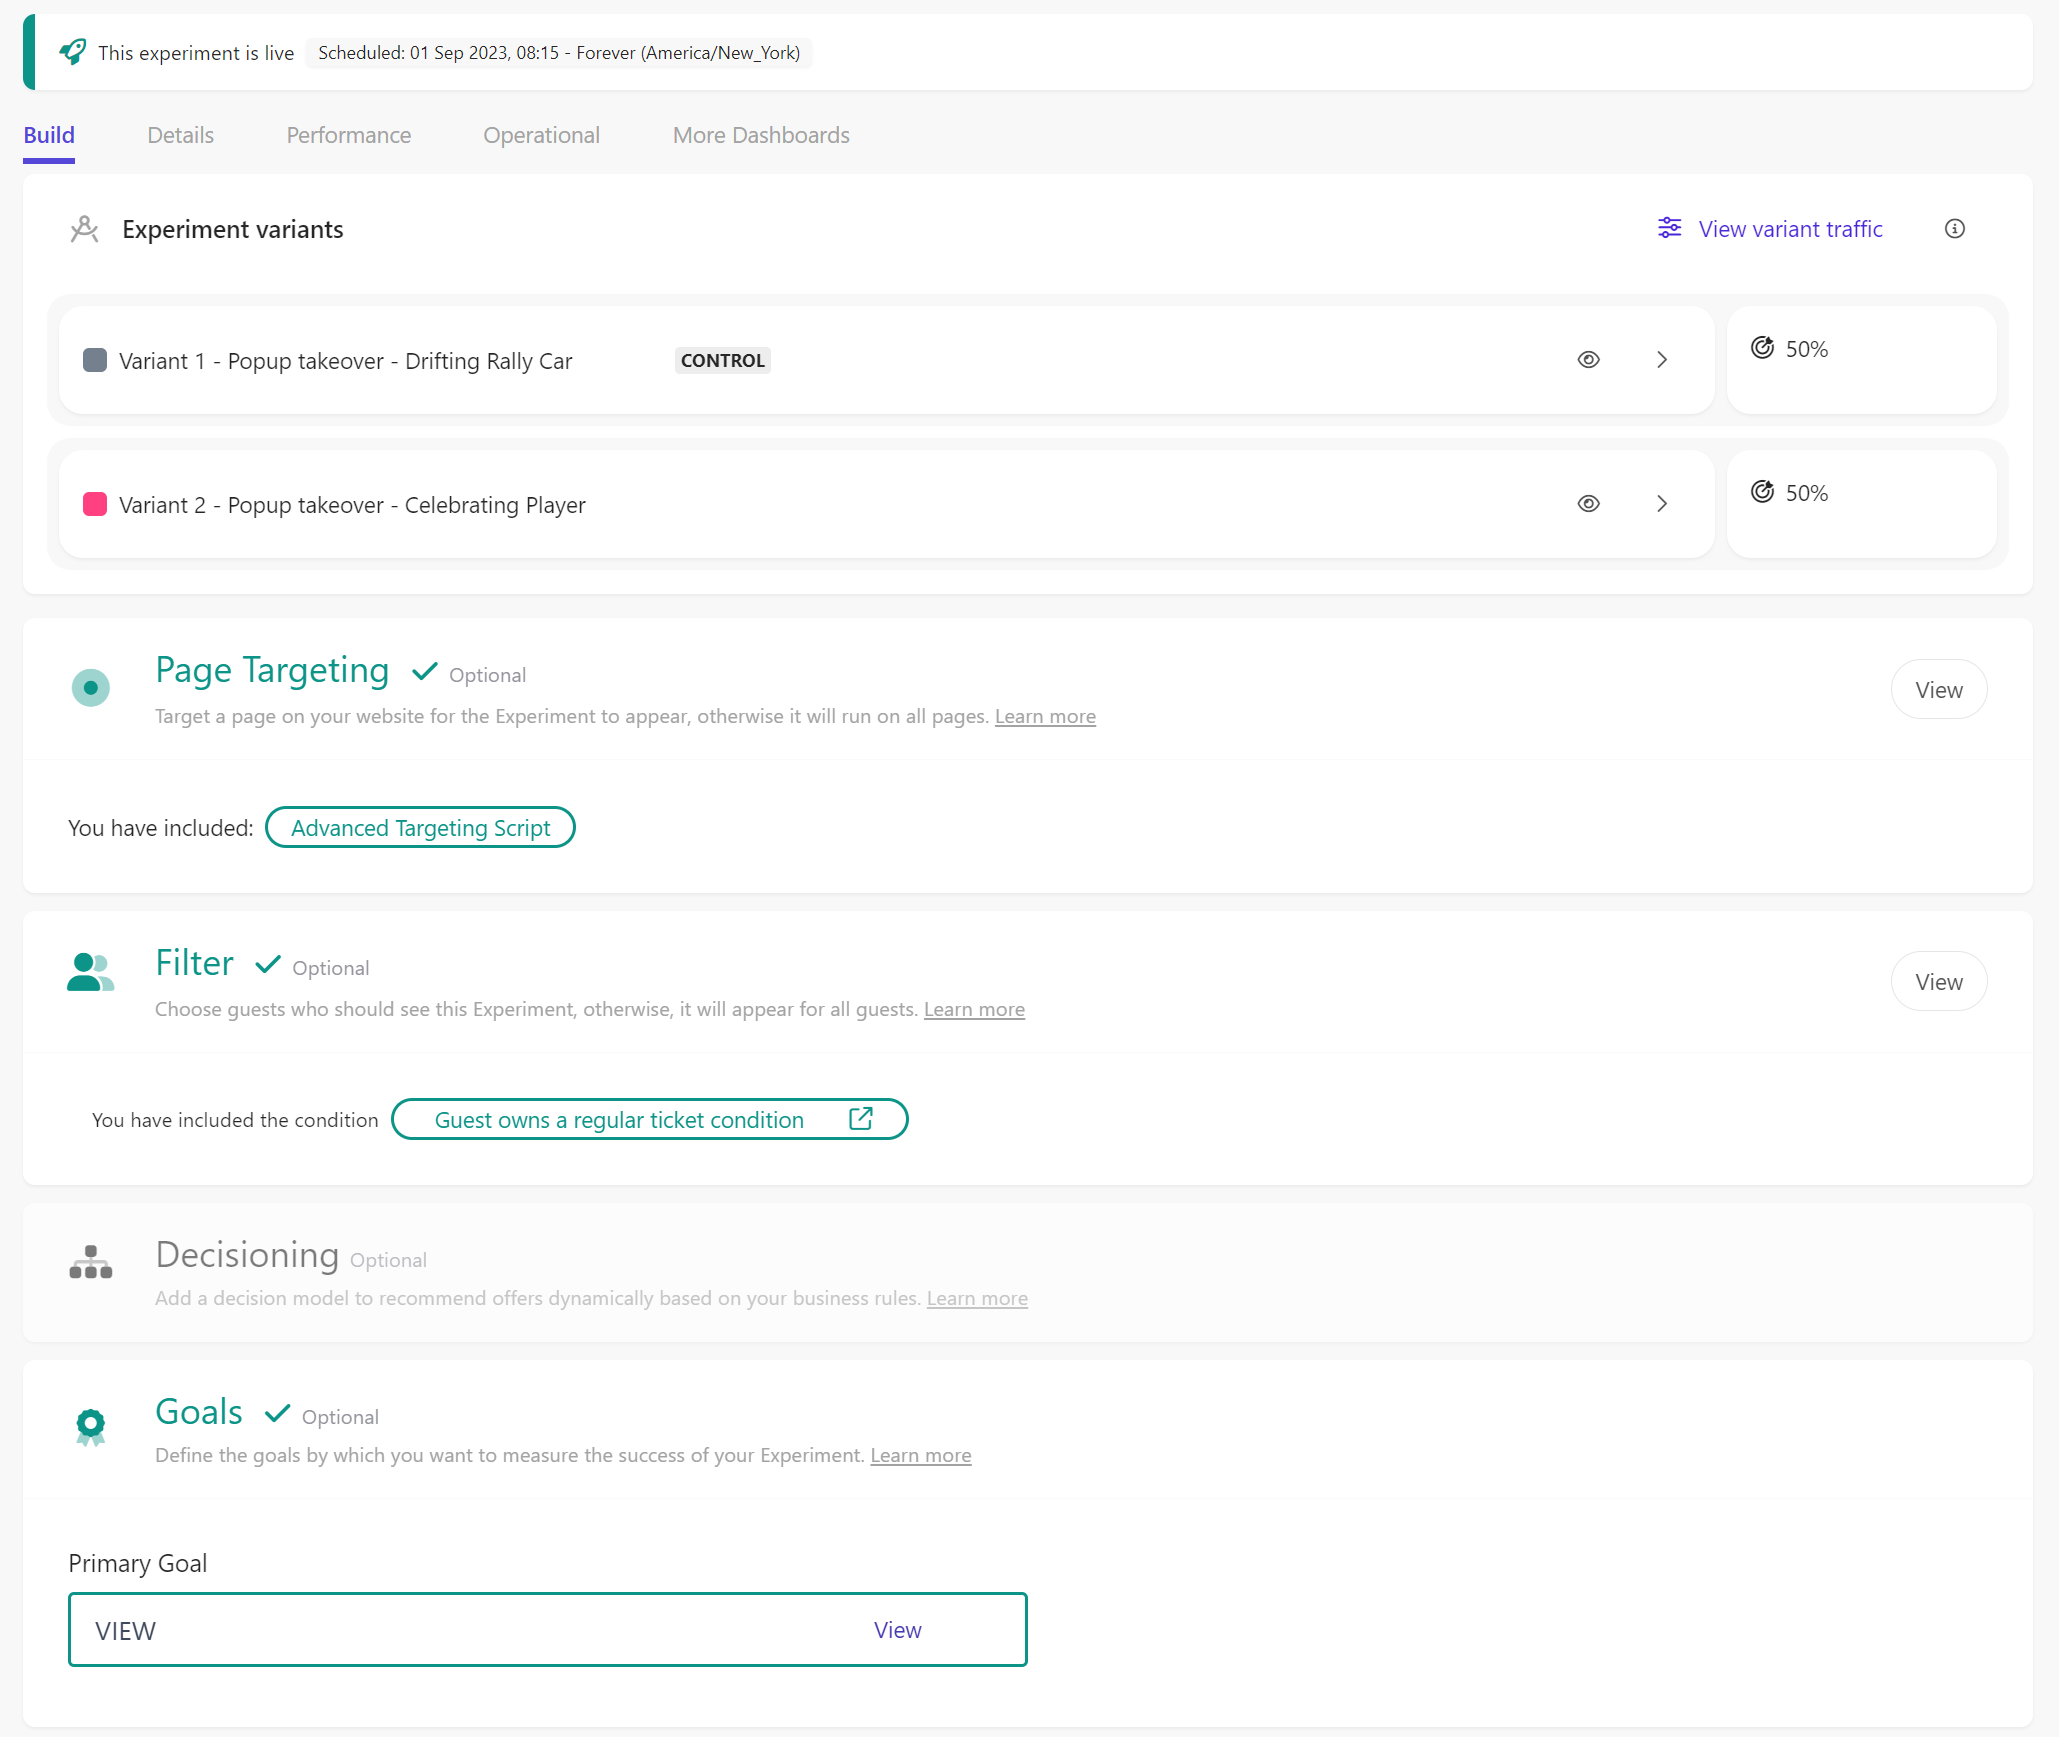 This experiment is live Scheduled: 01 Sep 2023, 08:15 - Forever (America/New_York)
Build Details Performance Operational More Dashboards
Experiment variants View variant traffic
Variant 1 - Popup takeover - Drifting Rally Car CONTROL 50%
Variant 2 - Popup takeover - Celebrating Player 50%
Page Targeting Optional
View
Target a page on your website for the Experiment to appear, otherwise it will run on all pages. Learn more
You have included: Advanced Targeting Script
Filter Optional
View
Choose guests who should see this Experiment, otherwise, it will appear for all guests. Learn more
You have included the condition Guest owns a regular ticket condition
Decisioning Optional
Add a decision model to recommend offers dynamically based on your business rules. Learn more
Goals Optional
Define the goals by which you want to measure the success of your Experiment. Learn more
Primary Goal
VIEW View